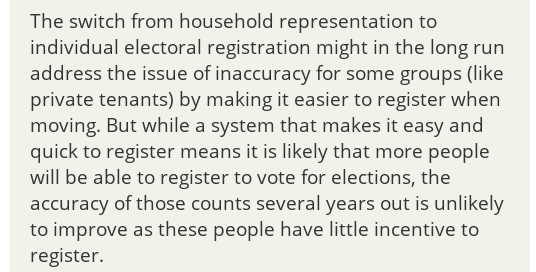 The switch from household representation to
individual electoral registration might in the long run
address the issue of inaccuracy for some groups (like
private tenants) by making it easier to register when
moving. But while a system that makes it easy and
quick to register means it is likely that more people
will be able to register to vote for elections, the
accuracy of those counts several years out is unlikely
to improve as these people have little incentive to
register.